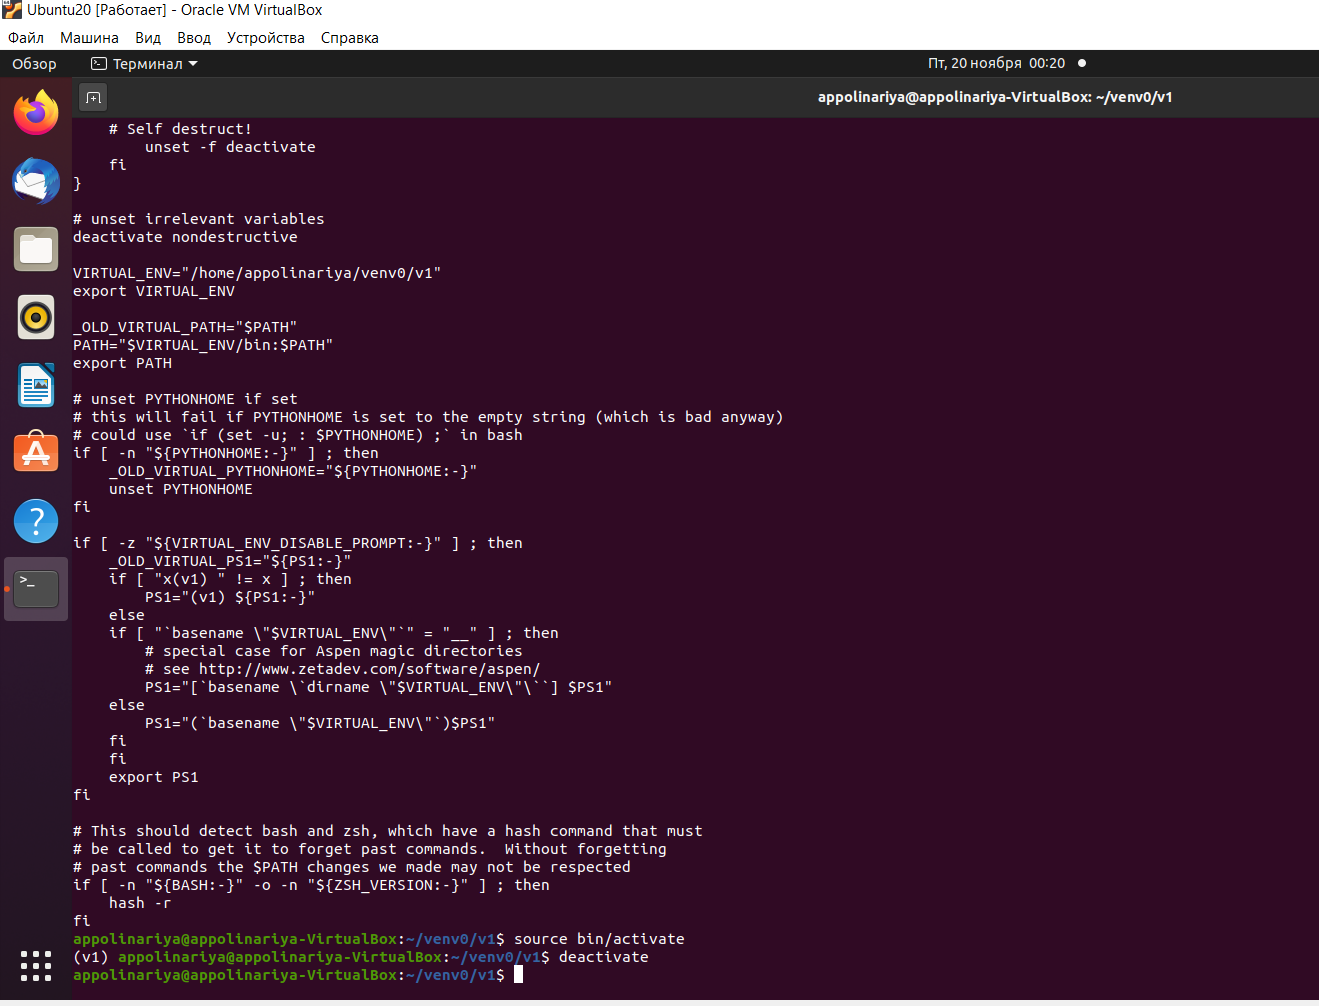 Ubuntu20 [Работает] - Oracle VM VirtualBox
Файл Машина Вид Ввод Устройства Справка
Обзор Терминал Пт, 20 ноября 00:20
appolinariya@appolinariya-VirtualBox: ~/venv0/v1
    # Self destruct!
        unset -f deactivate
    fi
}

# unset irrelevant variables
deactivate nondestructive

VIRTUAL_ENV="/home/appolinariya/venv0/v1"
export VIRTUAL_ENV

_OLD_VIRTUAL_PATH="$PATH"
PATH="$VIRTUAL_ENV/bin:$PATH"
export PATH

# unset PYTHONHOME if set
# this will fail if PYTHONHOME is set to the empty string (which is bad anyway)
# could use `if (set -u; : $PYTHONHOME) ;` in bash
if [ -n "${PYTHONHOME:-}" ] ; then
    _OLD_VIRTUAL_PYTHONHOME="${PYTHONHOME:-}"
    unset PYTHONHOME
fi

if [ -z "${VIRTUAL_ENV_DISABLE_PROMPT:-}" ] ; then
    _OLD_VIRTUAL_PS1="${PS1:-}"
    if [ "x(v1) " != x ] ; then
        PS1="(v1) ${PS1:-}"
    else
    if [ "`basename \"$VIRTUAL_ENV\"`" = "__" ] ; then
        # special case for Aspen magic directories
        # see http://www.zetadev.com/software/aspen/
        PS1="[`basename \`dirname \"$VIRTUAL_ENV\"\``] $PS1"
    else
        PS1="(`basename \"$VIRTUAL_ENV\"`)$PS1"
    fi
    fi
    export PS1
fi

# This should detect bash and zsh, which have a hash command that must
# be called to get it to forget past commands.  Without forgetting
# past commands the $PATH changes we made may not be respected
if [ -n "${BASH:-}" -o -n "${ZSH_VERSION:-}" ] ; then
    hash -r
fi
appolinariya@appolinariya-VirtualBox:~/venv0/v1$ source bin/activate
(v1) appolinariya@appolinariya-VirtualBox:~/venv0/v1$ deactivate
appolinariya@appolinariya-VirtualBox:~/venv0/v1$